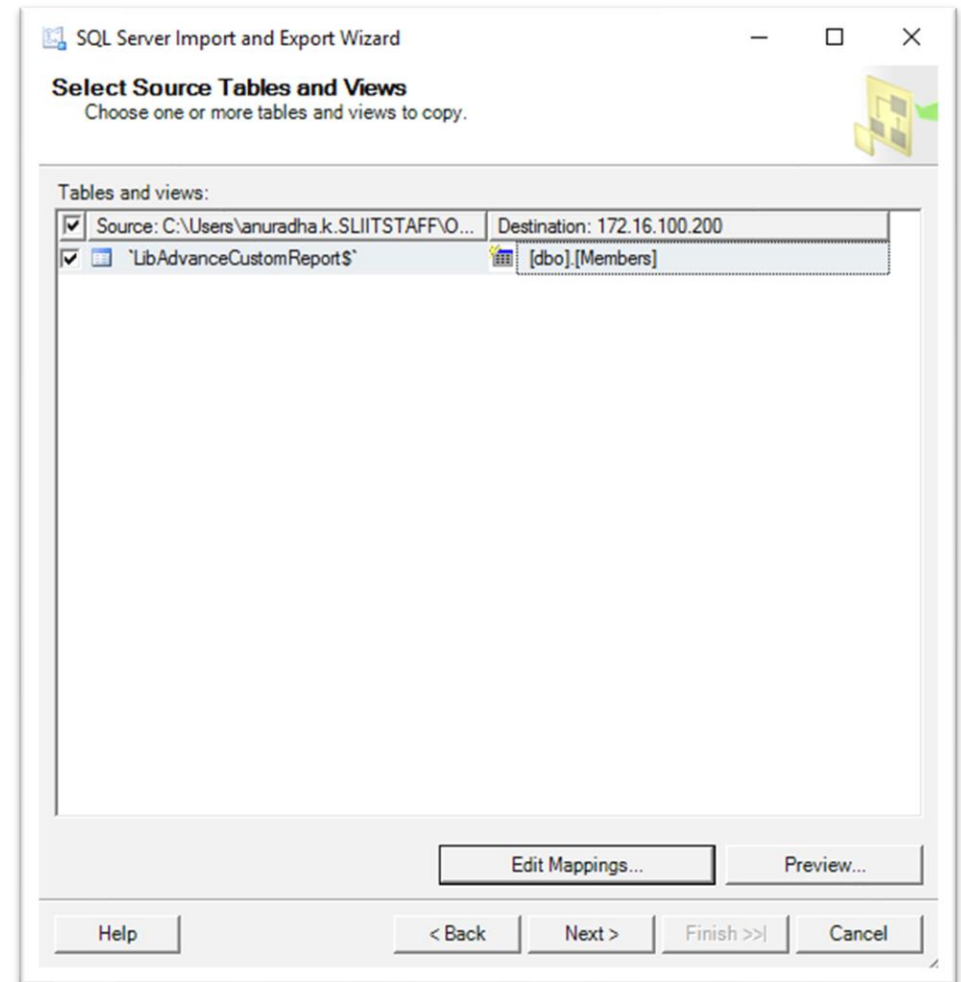 SQL Server Import and Export Wizard
Select Source Tables and Views
Choose one or more tables and views to copy.
Tables and views:
Source: C:\Users\anuradha.k.SLIITSTAFF\O... Destination: 172.16.100.200
`LibAdvanceCustomReport$` [dbo].[Members]
Edit Mappings... Preview...
Help < Back Next > Finish >>| Cancel